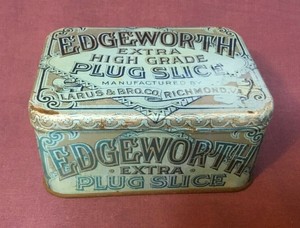 EDGEWORTH
EXTRA
HIGH GRADE
PLUG SLICE
MANUFACTURED BY
LARUS & BRO. CO. RICHMOND, VA.
EDGEWORTH
EXTRA
PLUG SLICE